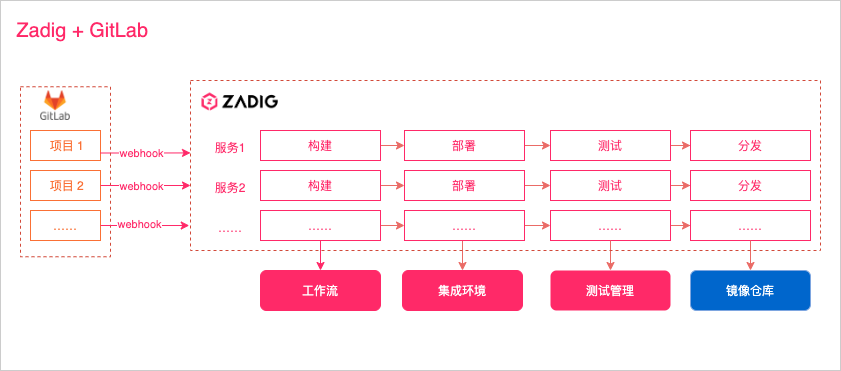 Zadig + GitLab
GitLab
ZADIG
项目 1
webhook
服务1
构建
部署
测试
分发
项目 2
webhook
服务2
构建
部署
测试
分发
……
webhook
……
……
……
……
……
工作流
集成环境
测试管理
镜像仓库